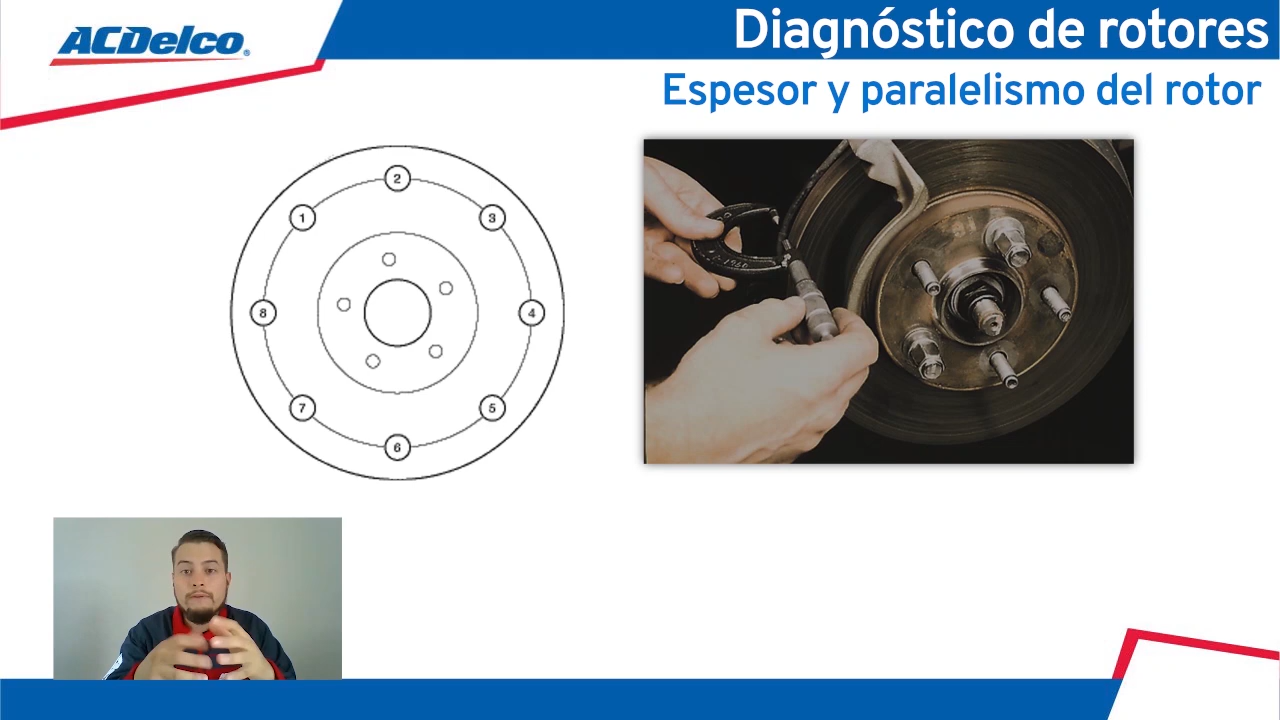 ACDelco®
Diagnóstico de rotores
Espesor y paralelismo del rotor
2
1
3
8
4
7
5
6